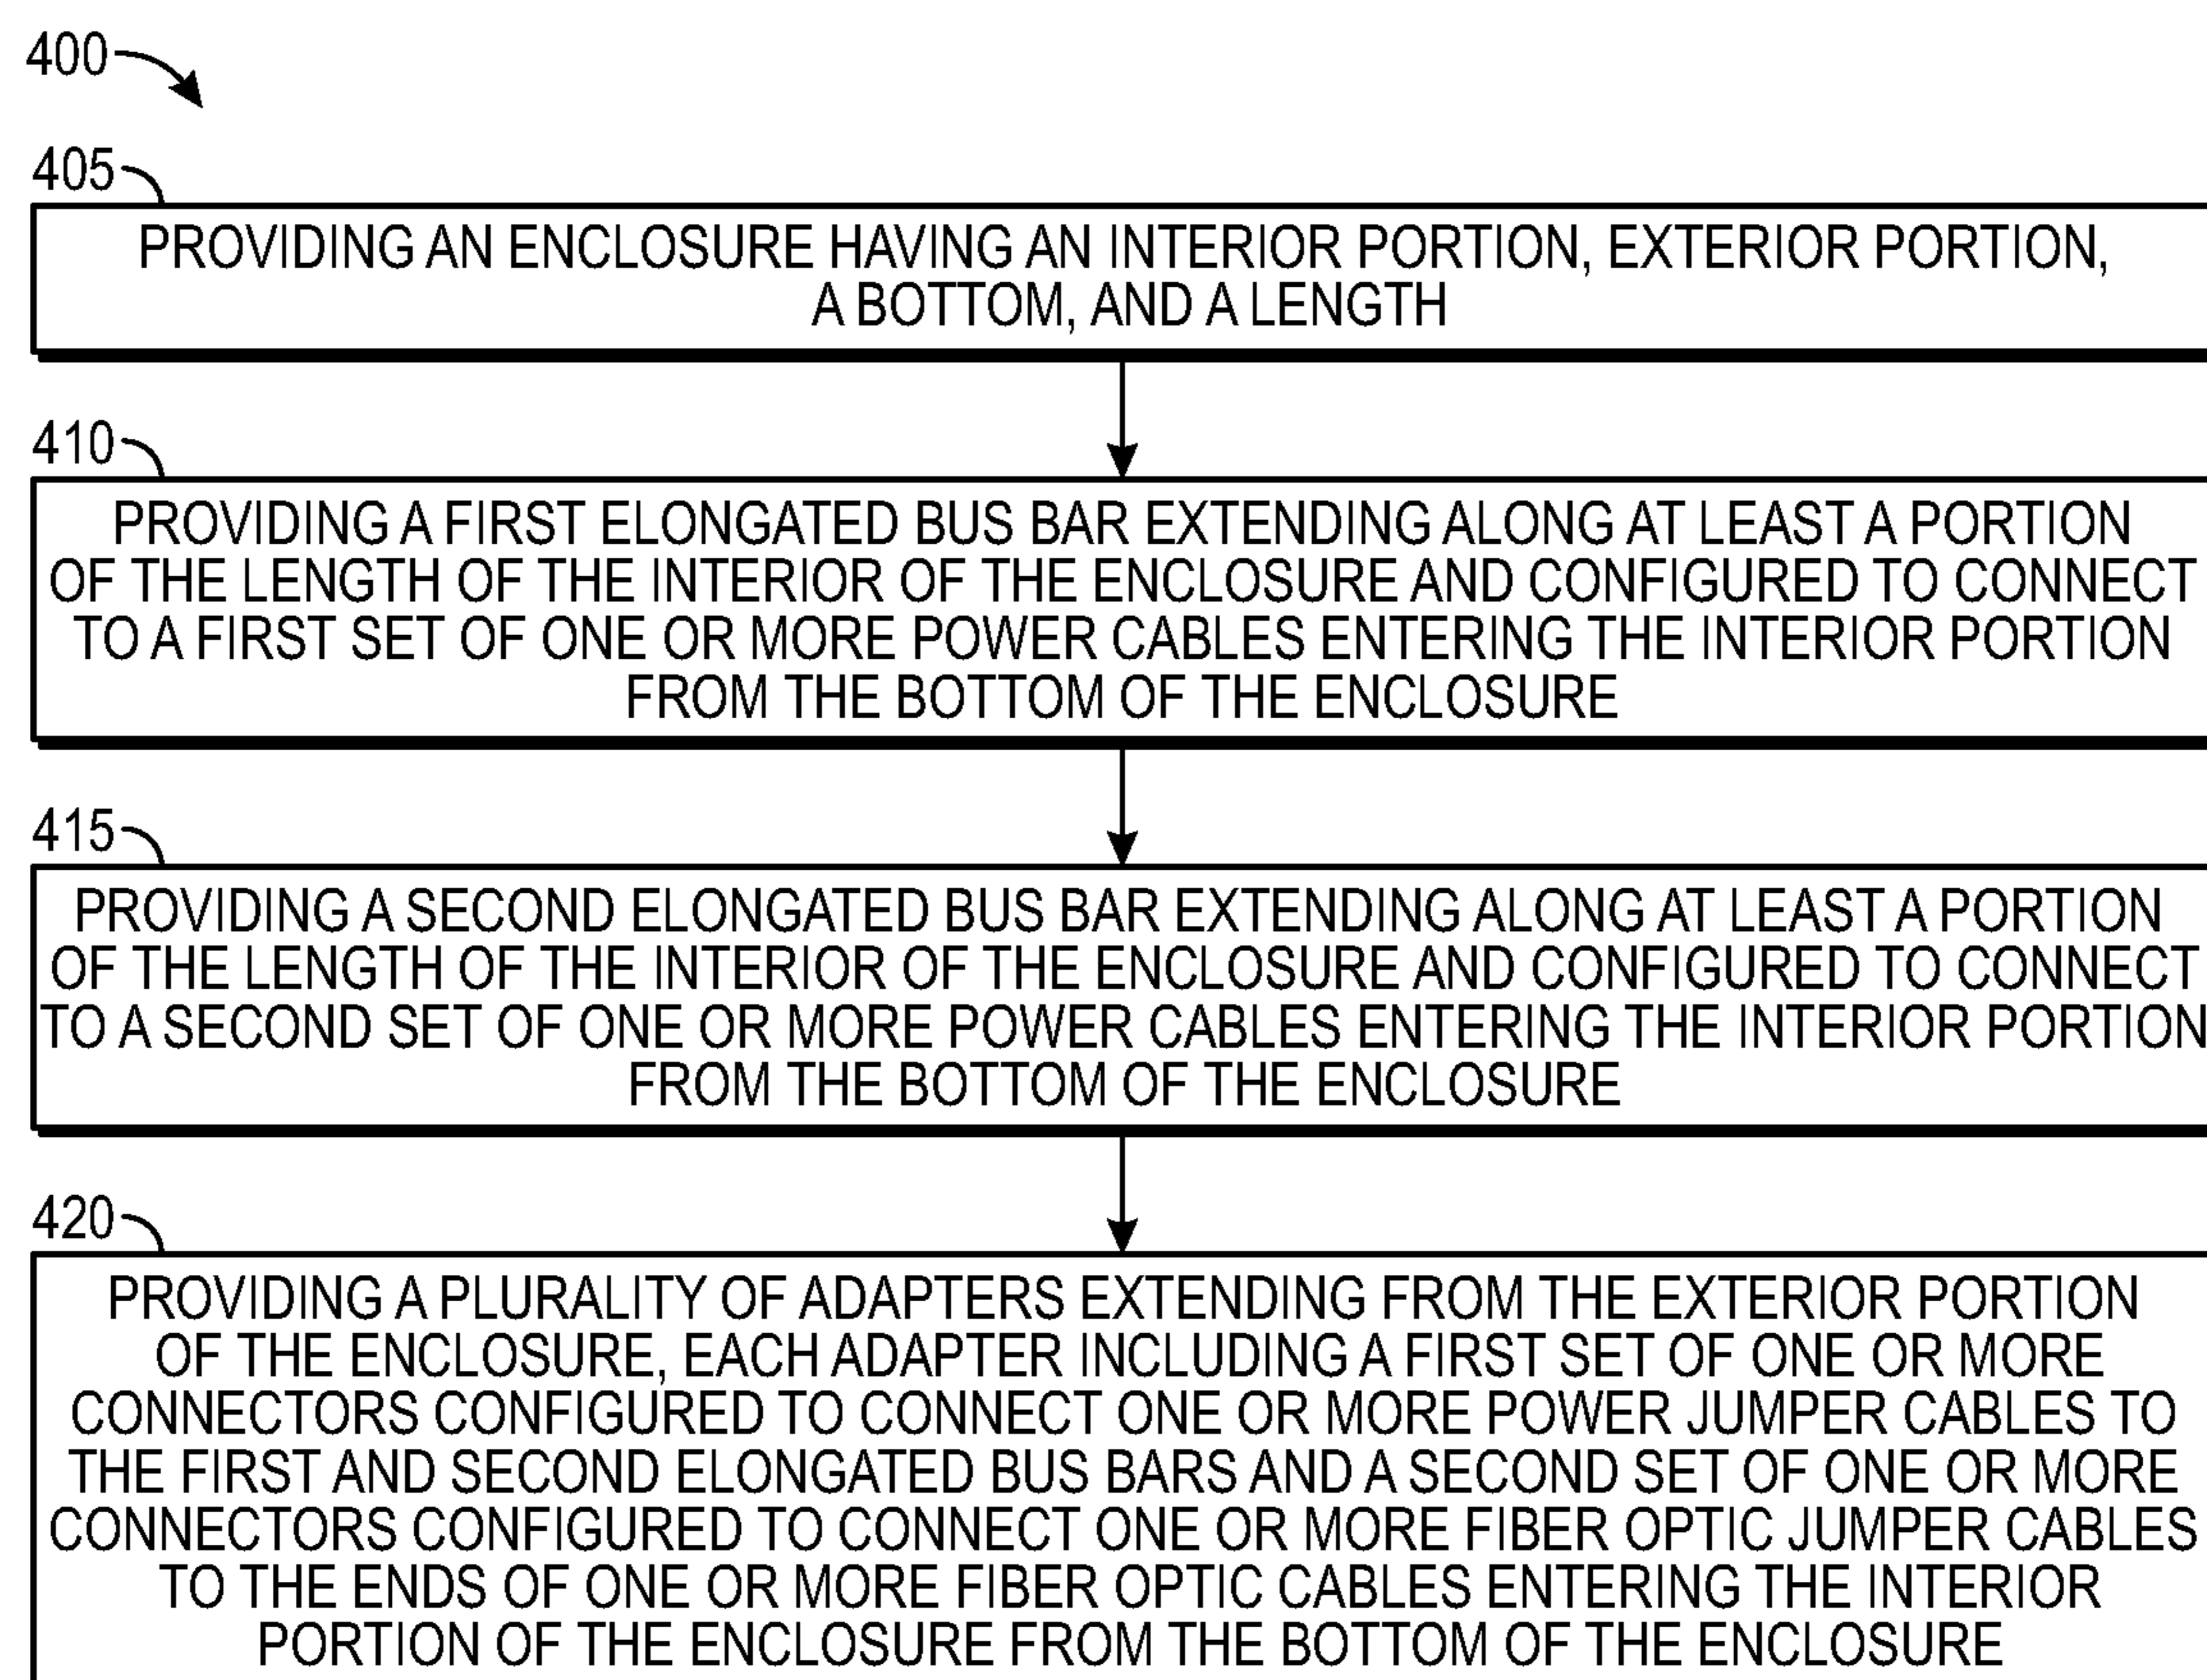 400
405
PROVIDING AN ENCLOSURE HAVING AN INTERIOR PORTION, EXTERIOR PORTION,
A BOTTOM, AND A LENGTH
410
PROVIDING A FIRST ELONGATED BUS BAR EXTENDING ALONG AT LEAST A PORTION
OF THE LENGTH OF THE INTERIOR OF THE ENCLOSURE AND CONFIGURED TO CONNECT
TO A FIRST SET OF ONE OR MORE POWER CABLES ENTERING THE INTERIOR PORTION
FROM THE BOTTOM OF THE ENCLOSURE
415
PROVIDING A SECOND ELONGATED BUS BAR EXTENDING ALONG AT LEAST A PORTION
OF THE LENGTH OF THE INTERIOR OF THE ENCLOSURE AND CONFIGURED TO CONNECT
TO A SECOND SET OF ONE OR MORE POWER CABLES ENTERING THE INTERIOR PORTION
FROM THE BOTTOM OF THE ENCLOSURE
420
PROVIDING A PLURALITY OF ADAPTERS EXTENDING FROM THE EXTERIOR PORTION
OF THE ENCLOSURE, EACH ADAPTER INCLUDING A FIRST SET OF ONE OR MORE
CONNECTORS CONFIGURED TO CONNECT ONE OR MORE POWER JUMPER CABLES TO
THE FIRST AND SECOND ELONGATED BUS BARS AND A SECOND SET OF ONE OR MORE
CONNECTORS CONFIGURED TO CONNECT ONE OR MORE FIBER OPTIC JUMPER CABLES
TO THE ENDS OF ONE OR MORE FIBER OPTIC CABLES ENTERING THE INTERIOR
PORTION OF THE ENCLOSURE FROM THE BOTTOM OF THE ENCLOSURE